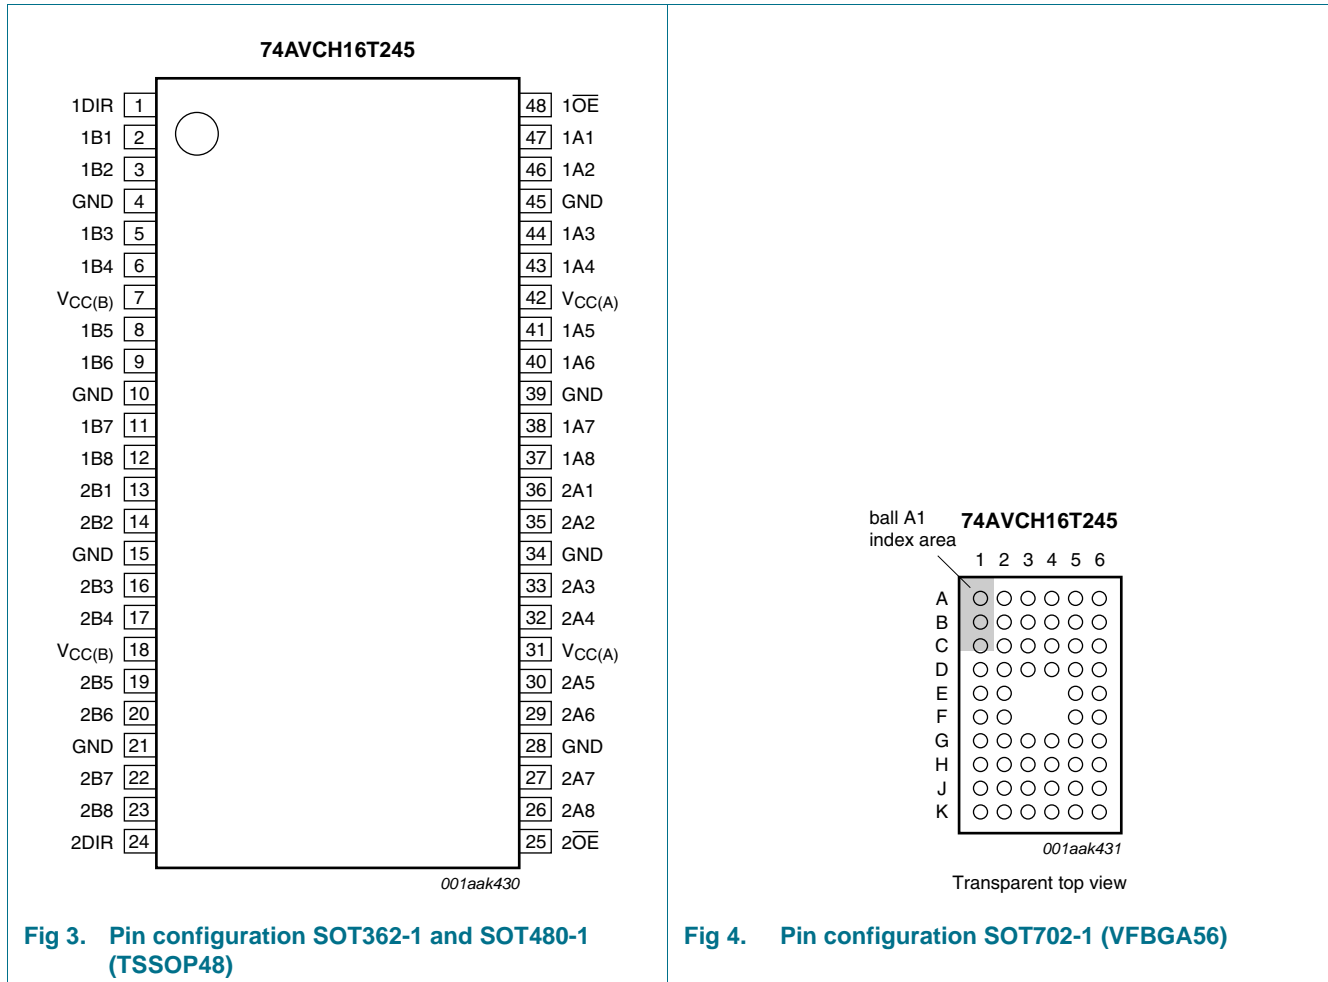 74AVCH16T245
1DIR 1 48 1OE
1B1 2 47 1A1
1B2 3 46 1A2
GND 4 45 GND
1B3 5 44 1A3
1B4 6 43 1A4
VCC(B) 7 42 VCC(A)
1B5 8 41 1A5
1B6 9 40 1A6
GND 10 39 GND
1B7 11 38 1A7
1B8 12 37 1A8
2B1 13 36 2A1
2B2 14 35 2A2
GND 15 34 GND
2B3 16 33 2A3
2B4 17 32 2A4
VCC(B) 18 31 VCC(A)
2B5 19 30 2A5
2B6 20 29 2A6
GND 21 28 GND
2B7 22 27 2A7
2B8 23 26 2A8
2DIR 24 25 2OE
001aak430
Fig 3. Pin configuration SOT362-1 and SOT480-1
(TSSOP48)
ball A1
index area
74AVCH16T245
1 2 3 4 5 6
A
B
C
D
E
F
G
H
J
K
001aak431
Transparent top view
Fig 4. Pin configuration SOT702-1 (VFBGA56)